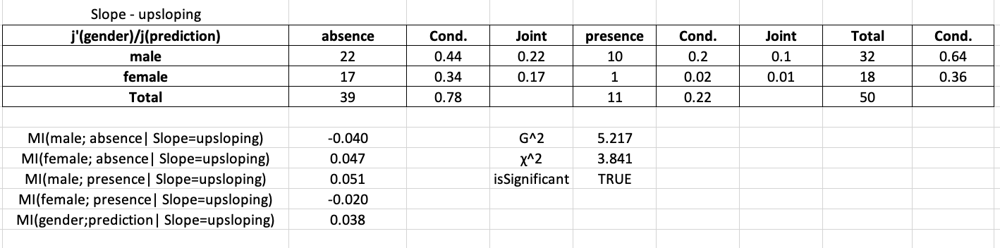 Slope - upsloping
j'(gender)/j(prediction) absence Cond. Joint presence Cond. Joint Total Cond.
male 22 0.44 0.22 10 0.2 0.1 32 0.64
female 17 0.34 0.17 1 0.02 0.01 18 0.36
Total 39 0.78 11 0.22 50
MI(male; absence| Slope=upsloping) -0.040 G^2 5.217
MI(female; absence| Slope=upsloping) 0.047 χ^2 3.841
MI(male; presence| Slope=upsloping) 0.051 isSignificant TRUE
MI(female; presence| Slope=upsloping) -0.020
MI(gender;prediction| Slope=upsloping) 0.038